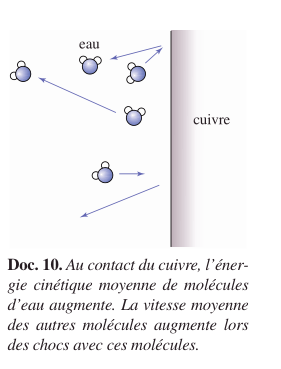 eau
cuivre
Doc. 10. Au contact du cuivre, l'éner-
gie cinétique moyenne de molécules
d'eau augmente. La vitesse moyenne
des autres molécules augmente lors
des chocs avec ces molécules.